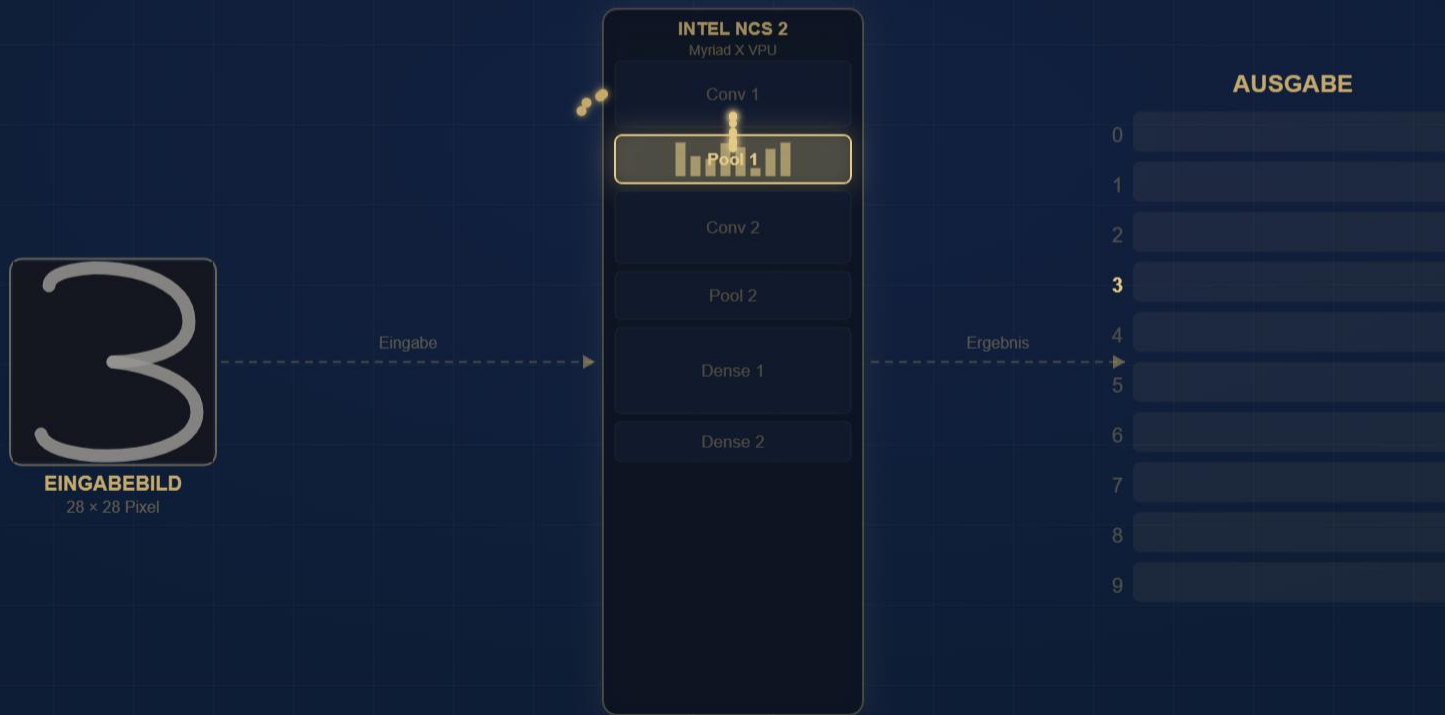 INTEL NCS 2
Myriad X VPU
Conv 1
Pool 1
Conv 2
Pool 2
Dense 1
Dense 2
3
EINGABEBILD
28 × 28 Pixel
Eingabe
Ergebnis
AUSGABE
0
1
2
3
4
5
6
7
8
9